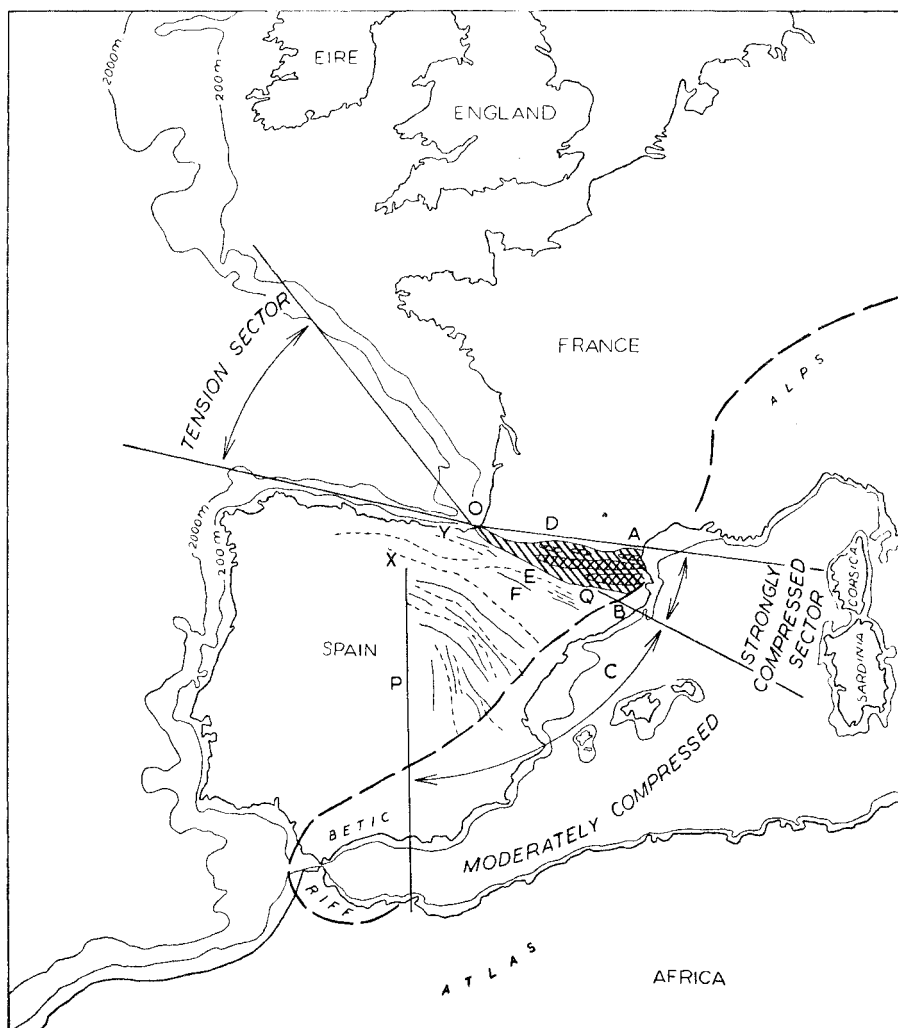 2000m
200m
EIRE
ENGLAND
TENSION SECTOR
FRANCE
ALPS
2000m
200m
O
D
A
Y
X
E
F
Q
B
CORSICA
STRONGLY
COMPRESSED
SECTOR
SARDINIA
SPAIN
P
C
BETIC
MODERATELY COMPRESSED
RIFF
ATLAS
AFRICA